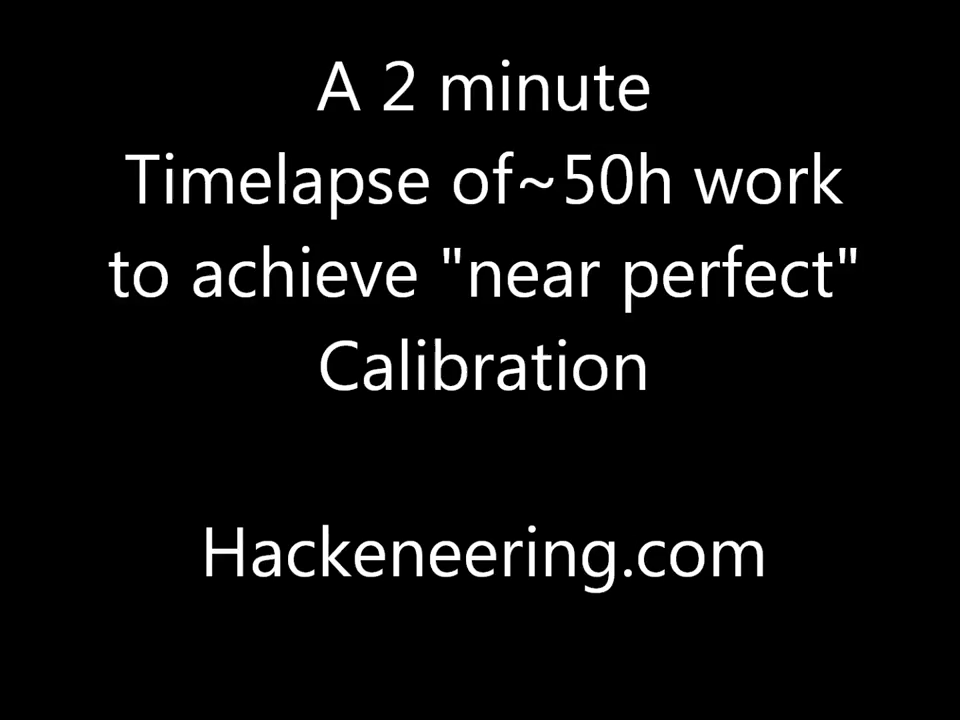 A 2 minute
Timelapse of~50h work
to achieve "near perfect"
Calibration
Hackeneering.com